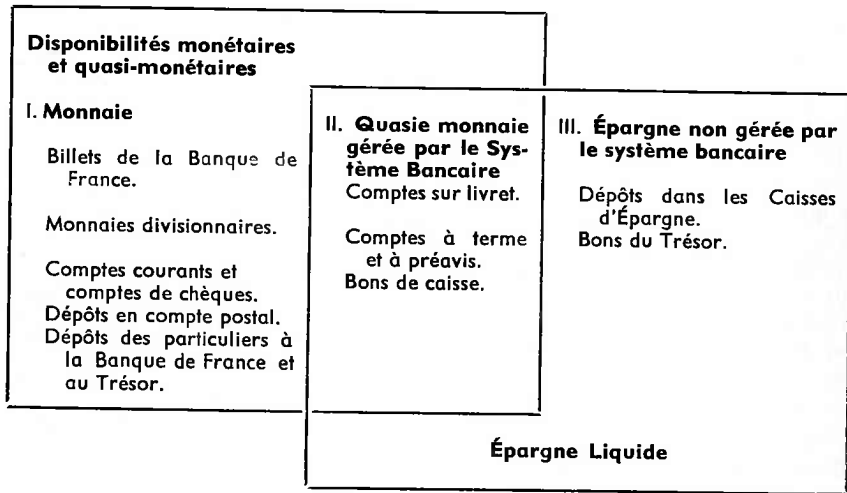 Disponibilités monétaires
et quasi-monétaires
I. Monnaie
Billets de la Banque de
France.
Monnaies divisionnaires.
Comptes courants et
comptes de chèques.
Dépôts en compte postal.
Dépôts des particuliers à
la Banque de France et
au Trésor.
II. Quasie monnaie
gérée par le Sys-
tème Bancaire
Comptes sur livret.
Comptes à terme
et à préavis.
Bons de caisse.
III. Épargne non gérée par
le système bancaire
Dépôts dans les Caisses
d'Épargne.
Bons du Trésor.
Épargne Liquide